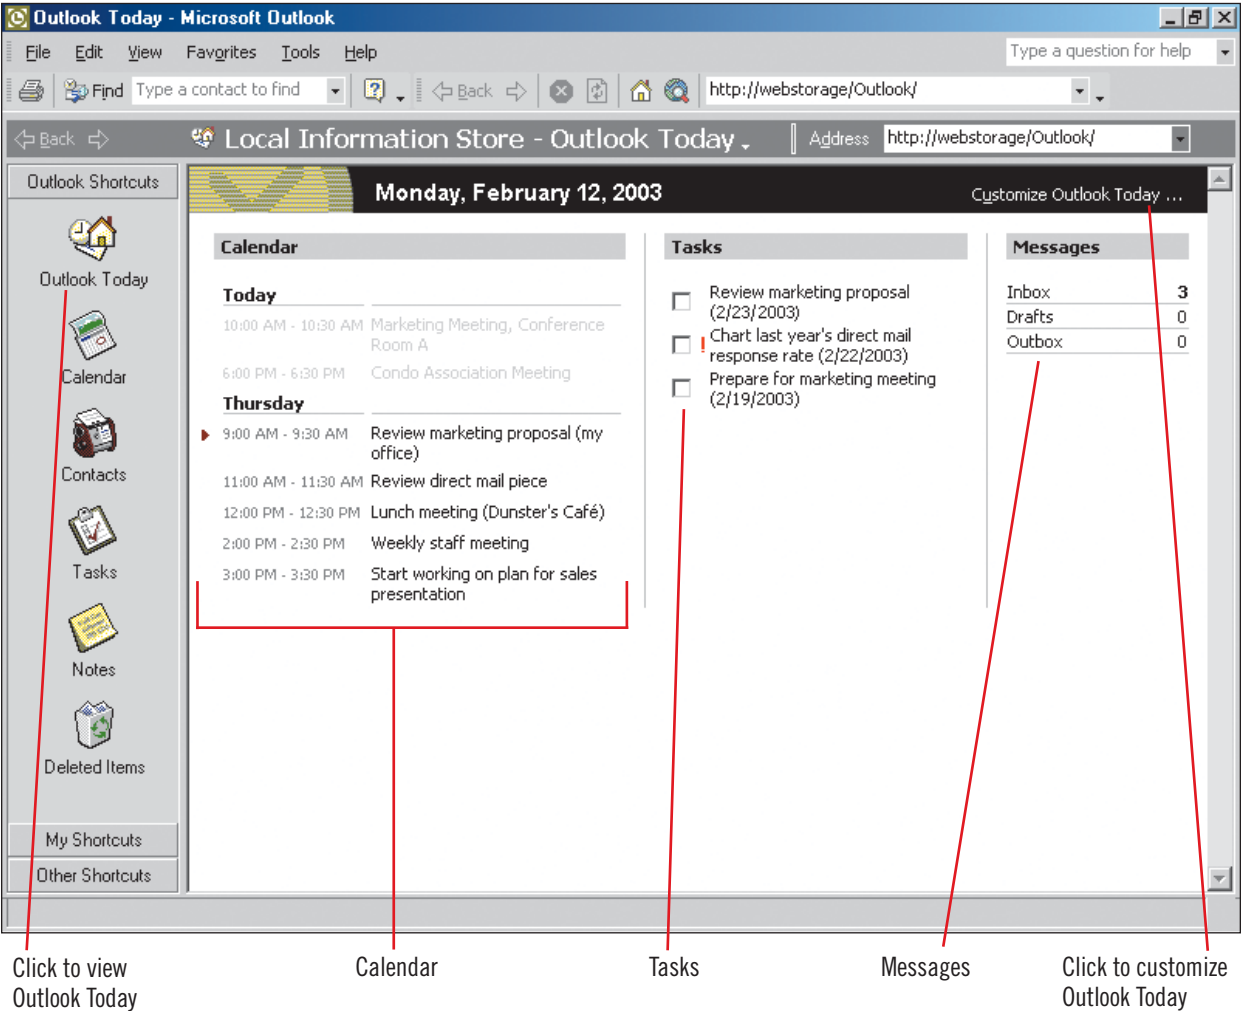 Outlook Today - Microsoft Outlook
File Edit View Favorites Tools Help Type a question for help
Find Type a contact to find Back http://webstorage/Outlook/
Back Local Information Store - Outlook Today Address http://webstorage/Outlook/
Outlook Shortcuts
Outlook Today
Calendar
Contacts
Tasks
Notes
Deleted Items
My Shortcuts
Other Shortcuts
Monday, February 12, 2003 Customize Outlook Today ...
Calendar
Today
10:00 AM - 10:30 AM Marketing Meeting, Conference
Room A
6:00 PM - 6:30 PM Condo Association Meeting
Thursday
9:00 AM - 9:30 AM Review marketing proposal (my
office)
11:00 AM - 11:30 AM Review direct mail piece
12:00 PM - 12:30 PM Lunch meeting (Dunster's Café)
2:00 PM - 2:30 PM Weekly staff meeting
3:00 PM - 3:30 PM Start working on plan for sales
presentation
Tasks
Review marketing proposal
(2/23/2003)
! Chart last year's direct mail
response rate (2/22/2003)
Prepare for marketing meeting
(2/19/2003)
Messages
Inbox 3
Drafts 0
Outbox 0
Click to view
Outlook Today
Calendar
Tasks
Messages
Click to customize
Outlook Today